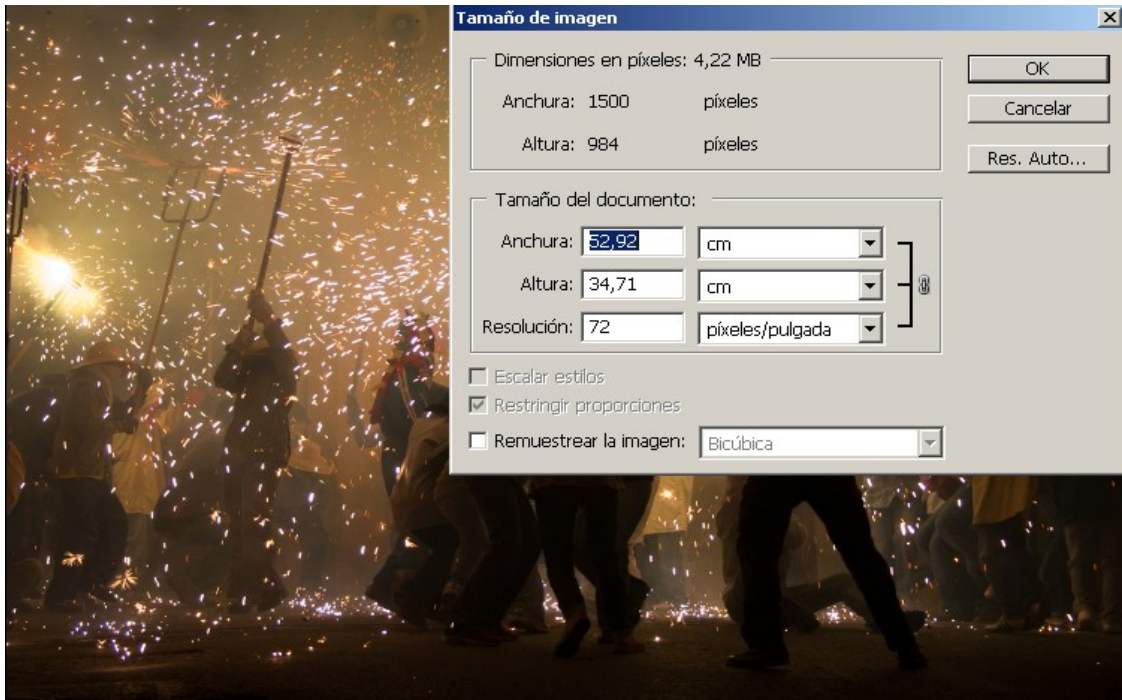 Tamaño de imagen
Dimensiones en píxeles: 4,22 MB
Anchura: 1500 píxeles
Altura: 984 píxeles
OK
Cancelar
Res. Auto...
Tamaño del documento:
Anchura: 52,92 cm
Altura: 34,71 cm
Resolución: 72 píxeles/pulgada
Escalar estilos
Restringir proporciones
Remuestrear la imagen: Bicúbica